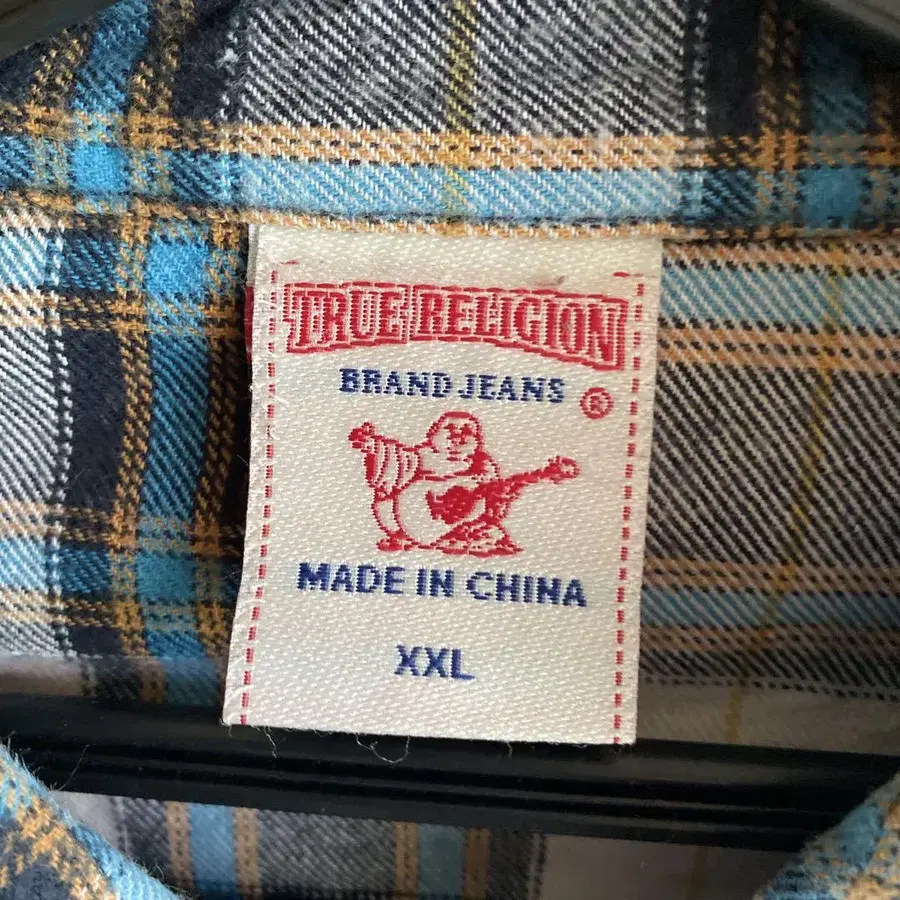 TRUE RELIGION
BRAND JEANS
®
MADE IN CHINA
XXL